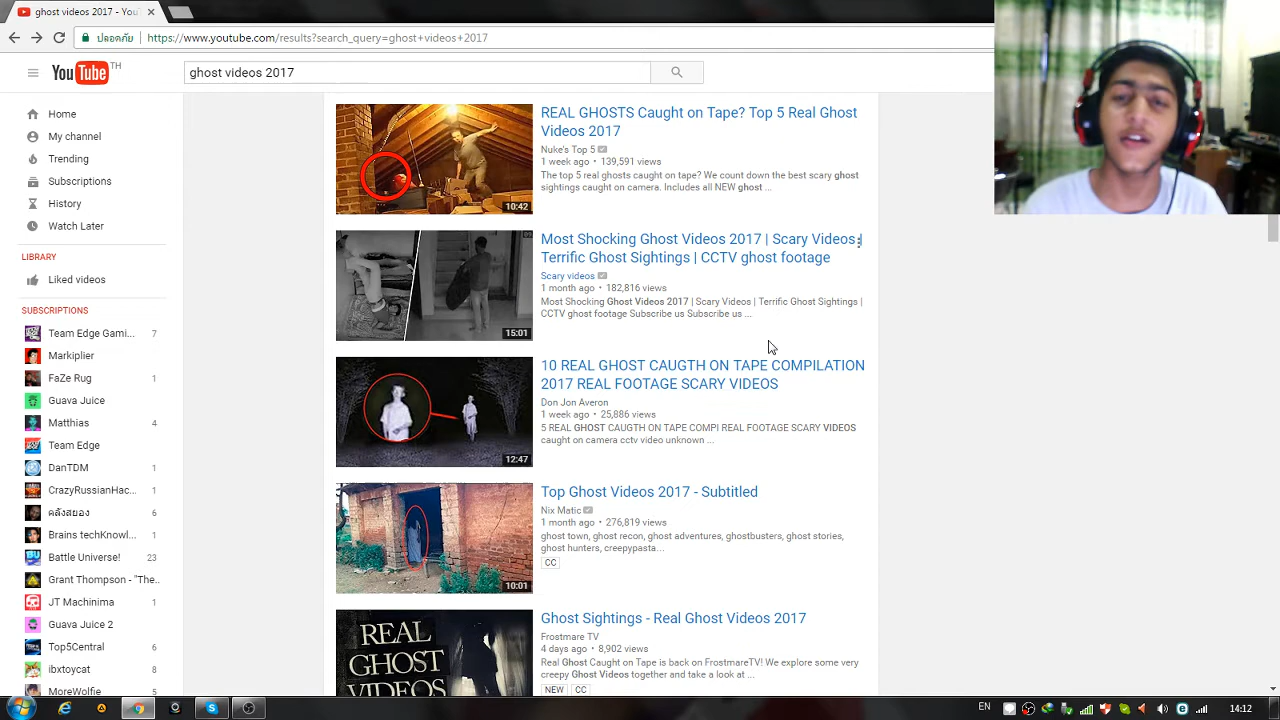 ghost videos 2017 - YouT
ปลอดภัย
https://www.youtube.com/results?search_query=ghost+videos+2017
YouTube TH
ghost videos 2017
Home
My channel
Trending
Subscriptions
History
Watch Later
LIBRARY
Liked videos
SUBSCRIPTIONS
Team Edge Gami... 7
Markiplier
FaZe Rug 1
Guava Juice
Matthias 4
Team Edge
DanTDM 1
CrazyRussianHac... 1
คลังสยอง 6
Brains techKnowl... 1
Battle Universe! 23
Grant Thompson - "The..
JT Machinima 1
Guava Juice 2
Top5Central 6
ibxtoycat 8
MoreWolfie 5
REAL GHOSTS Caught on Tape? Top 5 Real Ghost
Videos 2017
Nuke's Top 5
1 week ago • 139,591 views
The top 5 real ghosts caught on tape? We count down the best scary ghost
sightings caught on camera. Includes all NEW ghost ...
10:42
Most Shocking Ghost Videos 2017 | Scary Videos |
Terrific Ghost Sightings | CCTV ghost footage
Scary videos
1 month ago • 182,816 views
Most Shocking Ghost Videos 2017 | Scary Videos | Terrific Ghost Sightings |
CCTV ghost footage Subscribe us Subscribe us ...
15:01
10 REAL GHOST CAUGTH ON TAPE COMPILATION
2017 REAL FOOTAGE SCARY VIDEOS
Don Jon Averon
1 week ago • 25,886 views
5 REAL GHOST CAUGTH ON TAPE COMPI REAL FOOTAGE SCARY VIDEOS
caught on camera cctv video unknown ...
12:47
Top Ghost Videos 2017 - Subtitled
Nix Matic
1 month ago • 276,819 views
ghost town, ghost recon, ghost adventures, ghostbusters, ghost stories,
ghost hunters, creepypasta...
CC
10:01
Ghost Sightings - Real Ghost Videos 2017
Frostmare TV
4 days ago • 8,902 views
Real Ghost Caught on Tape is back on FrostmareTV! We explore some very
creepy Ghost Videos together and take a look at ...
NEW CC
REAL
GHOST
VIDEOS
EN
14:12